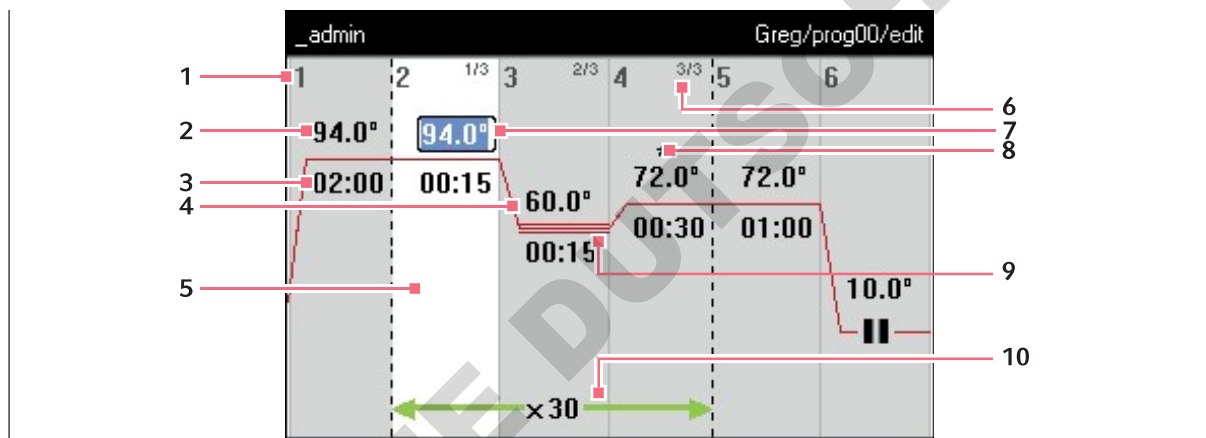 _admin Greg/prog00/edit
1 1 2 1/3 3 2/3 4 3/3 5 6
6
2 94.0° 94.0° 7
8
3 02:00 00:15 72.0° 72.0°
4 60.0°
00:30 01:00
00:15 9
5 10.0°
10
×30
DUTSC